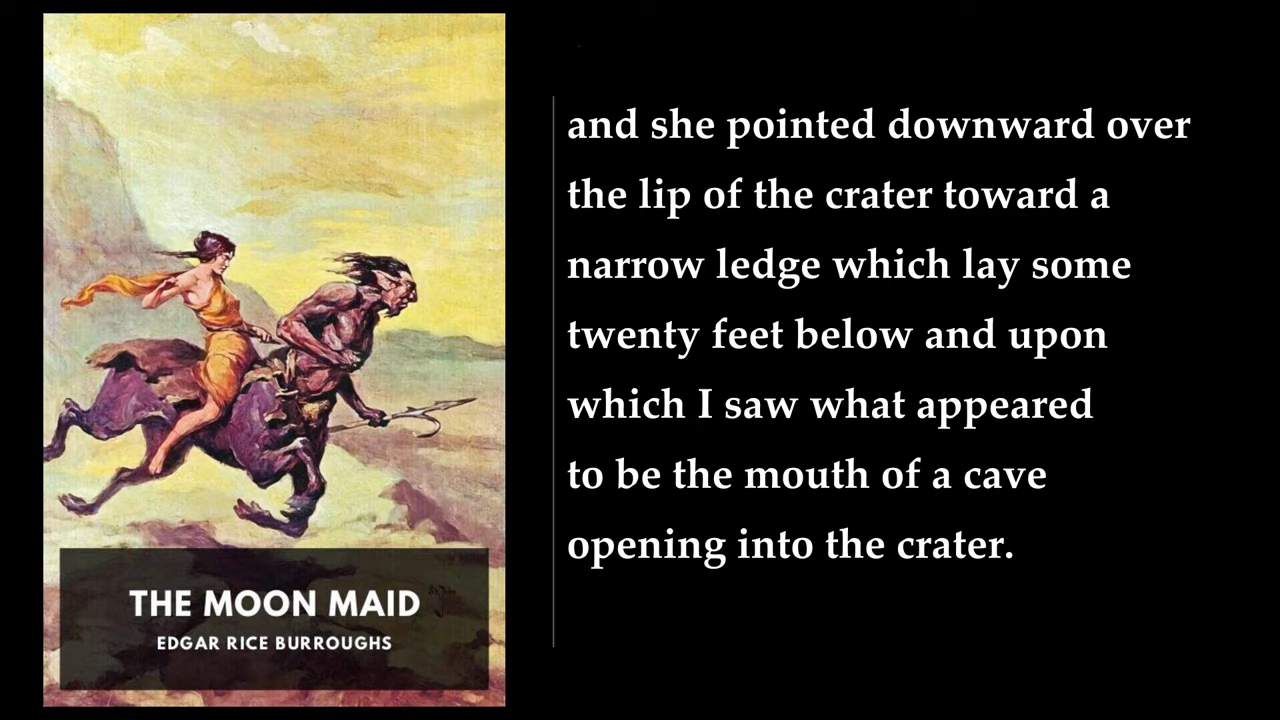 THE MOON MAID
EDGAR RICE BURROUGHS
and she pointed downward over
the lip of the crater toward a
narrow ledge which lay some
twenty feet below and upon
which I saw what appeared
to be the mouth of a cave
opening into the crater.